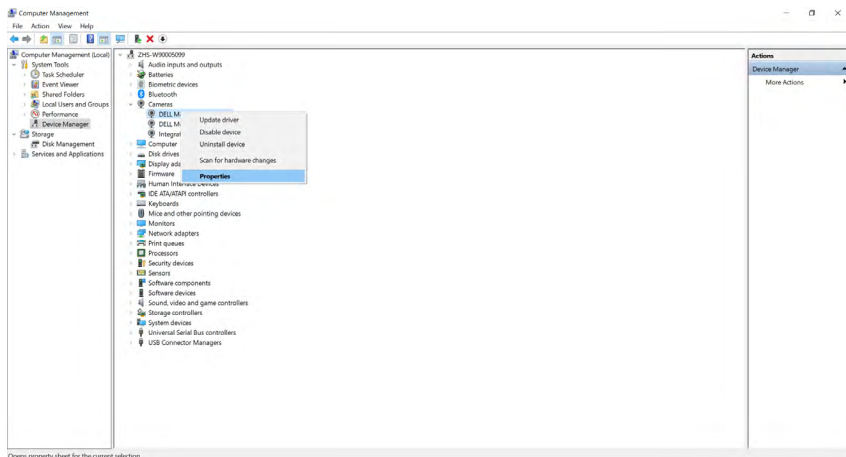 Computer Management
File Action View Help
Computer Management (Local)
System Tools
Task Scheduler
Event Viewer
Shared Folders
Local Users and Groups
Performance
Device Manager
Storage
Disk Management
Services and Applications
ZHS-W90005099
Audio inputs and outputs
Batteries
Biometric devices
Bluetooth
Cameras
DELL M
DELL M
Integrat
Computer
Disk drives
Display ada
Firmware
Human Interface Devices
IDE ATA/ATAPI controllers
Keyboards
Mice and other pointing devices
Monitors
Network adapters
Print queues
Processors
Security devices
Sensors
Software components
Software devices
Sound, video and game controllers
Storage controllers
System devices
Universal Serial Bus controllers
USB Connector Managers
Update driver
Disable device
Uninstall device
Scan for hardware changes
Properties
Actions
Device Manager
More Actions
Opens property sheet for the current selection.